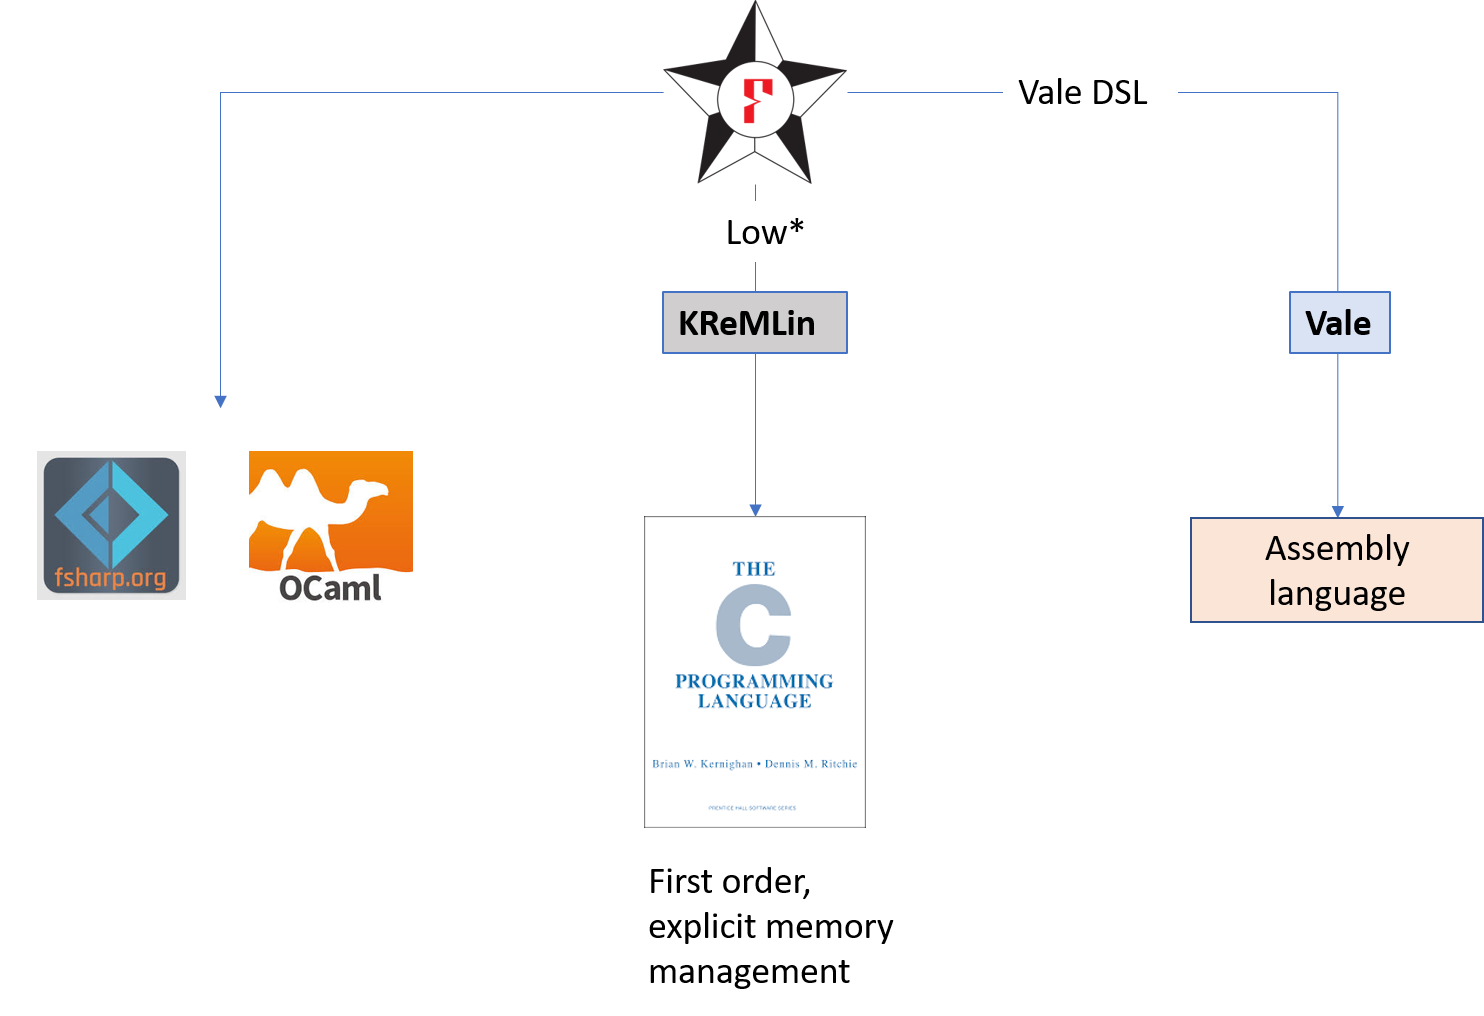 F
Vale DSL
Low*
KReMLin
Vale
fsharp.org
OCaml
THE
C
PROGRAMMING
LANGUAGE
Brian W. Kernighan • Dennis M. Ritchie
PRENTICE HALL SOFTWARE SERIES
Assembly
language
First order,
explicit memory
management